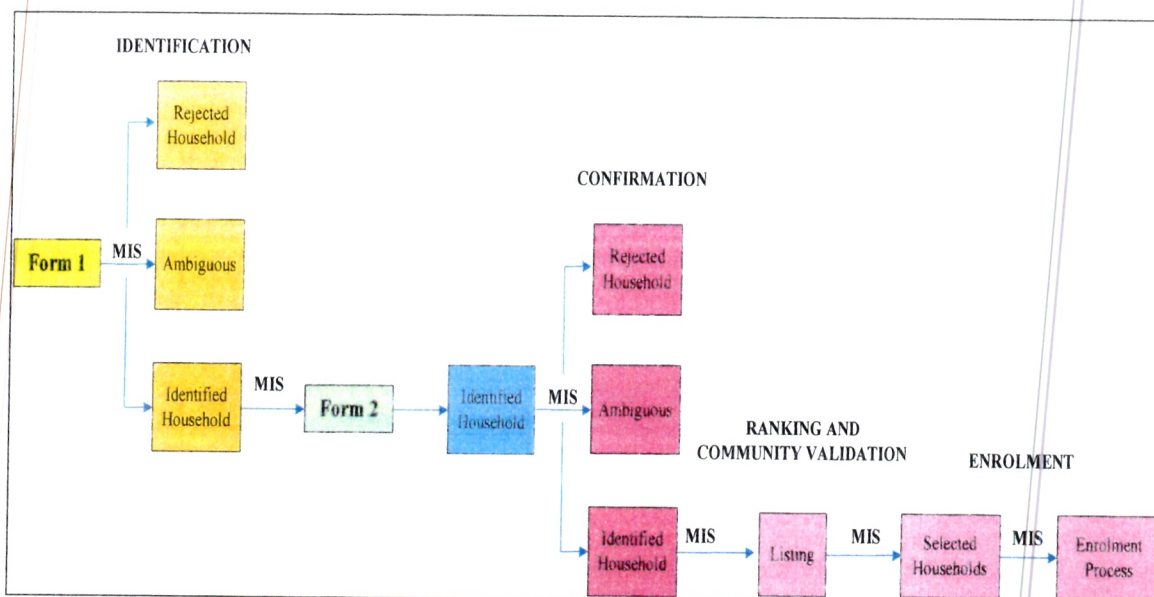 IDENTIFICATION
Rejected
Household
Form 1
MIS
Ambiguous
Identified
Household
MIS
Form 2
Identified
Household
MIS
CONFIRMATION
Rejected
Household
Ambiguous
Identified
Household
MIS
RANKING AND
COMMUNITY VALIDATION
Listing
MIS
Selected
Households
ENROLMENT
MIS
Enrolment
Process